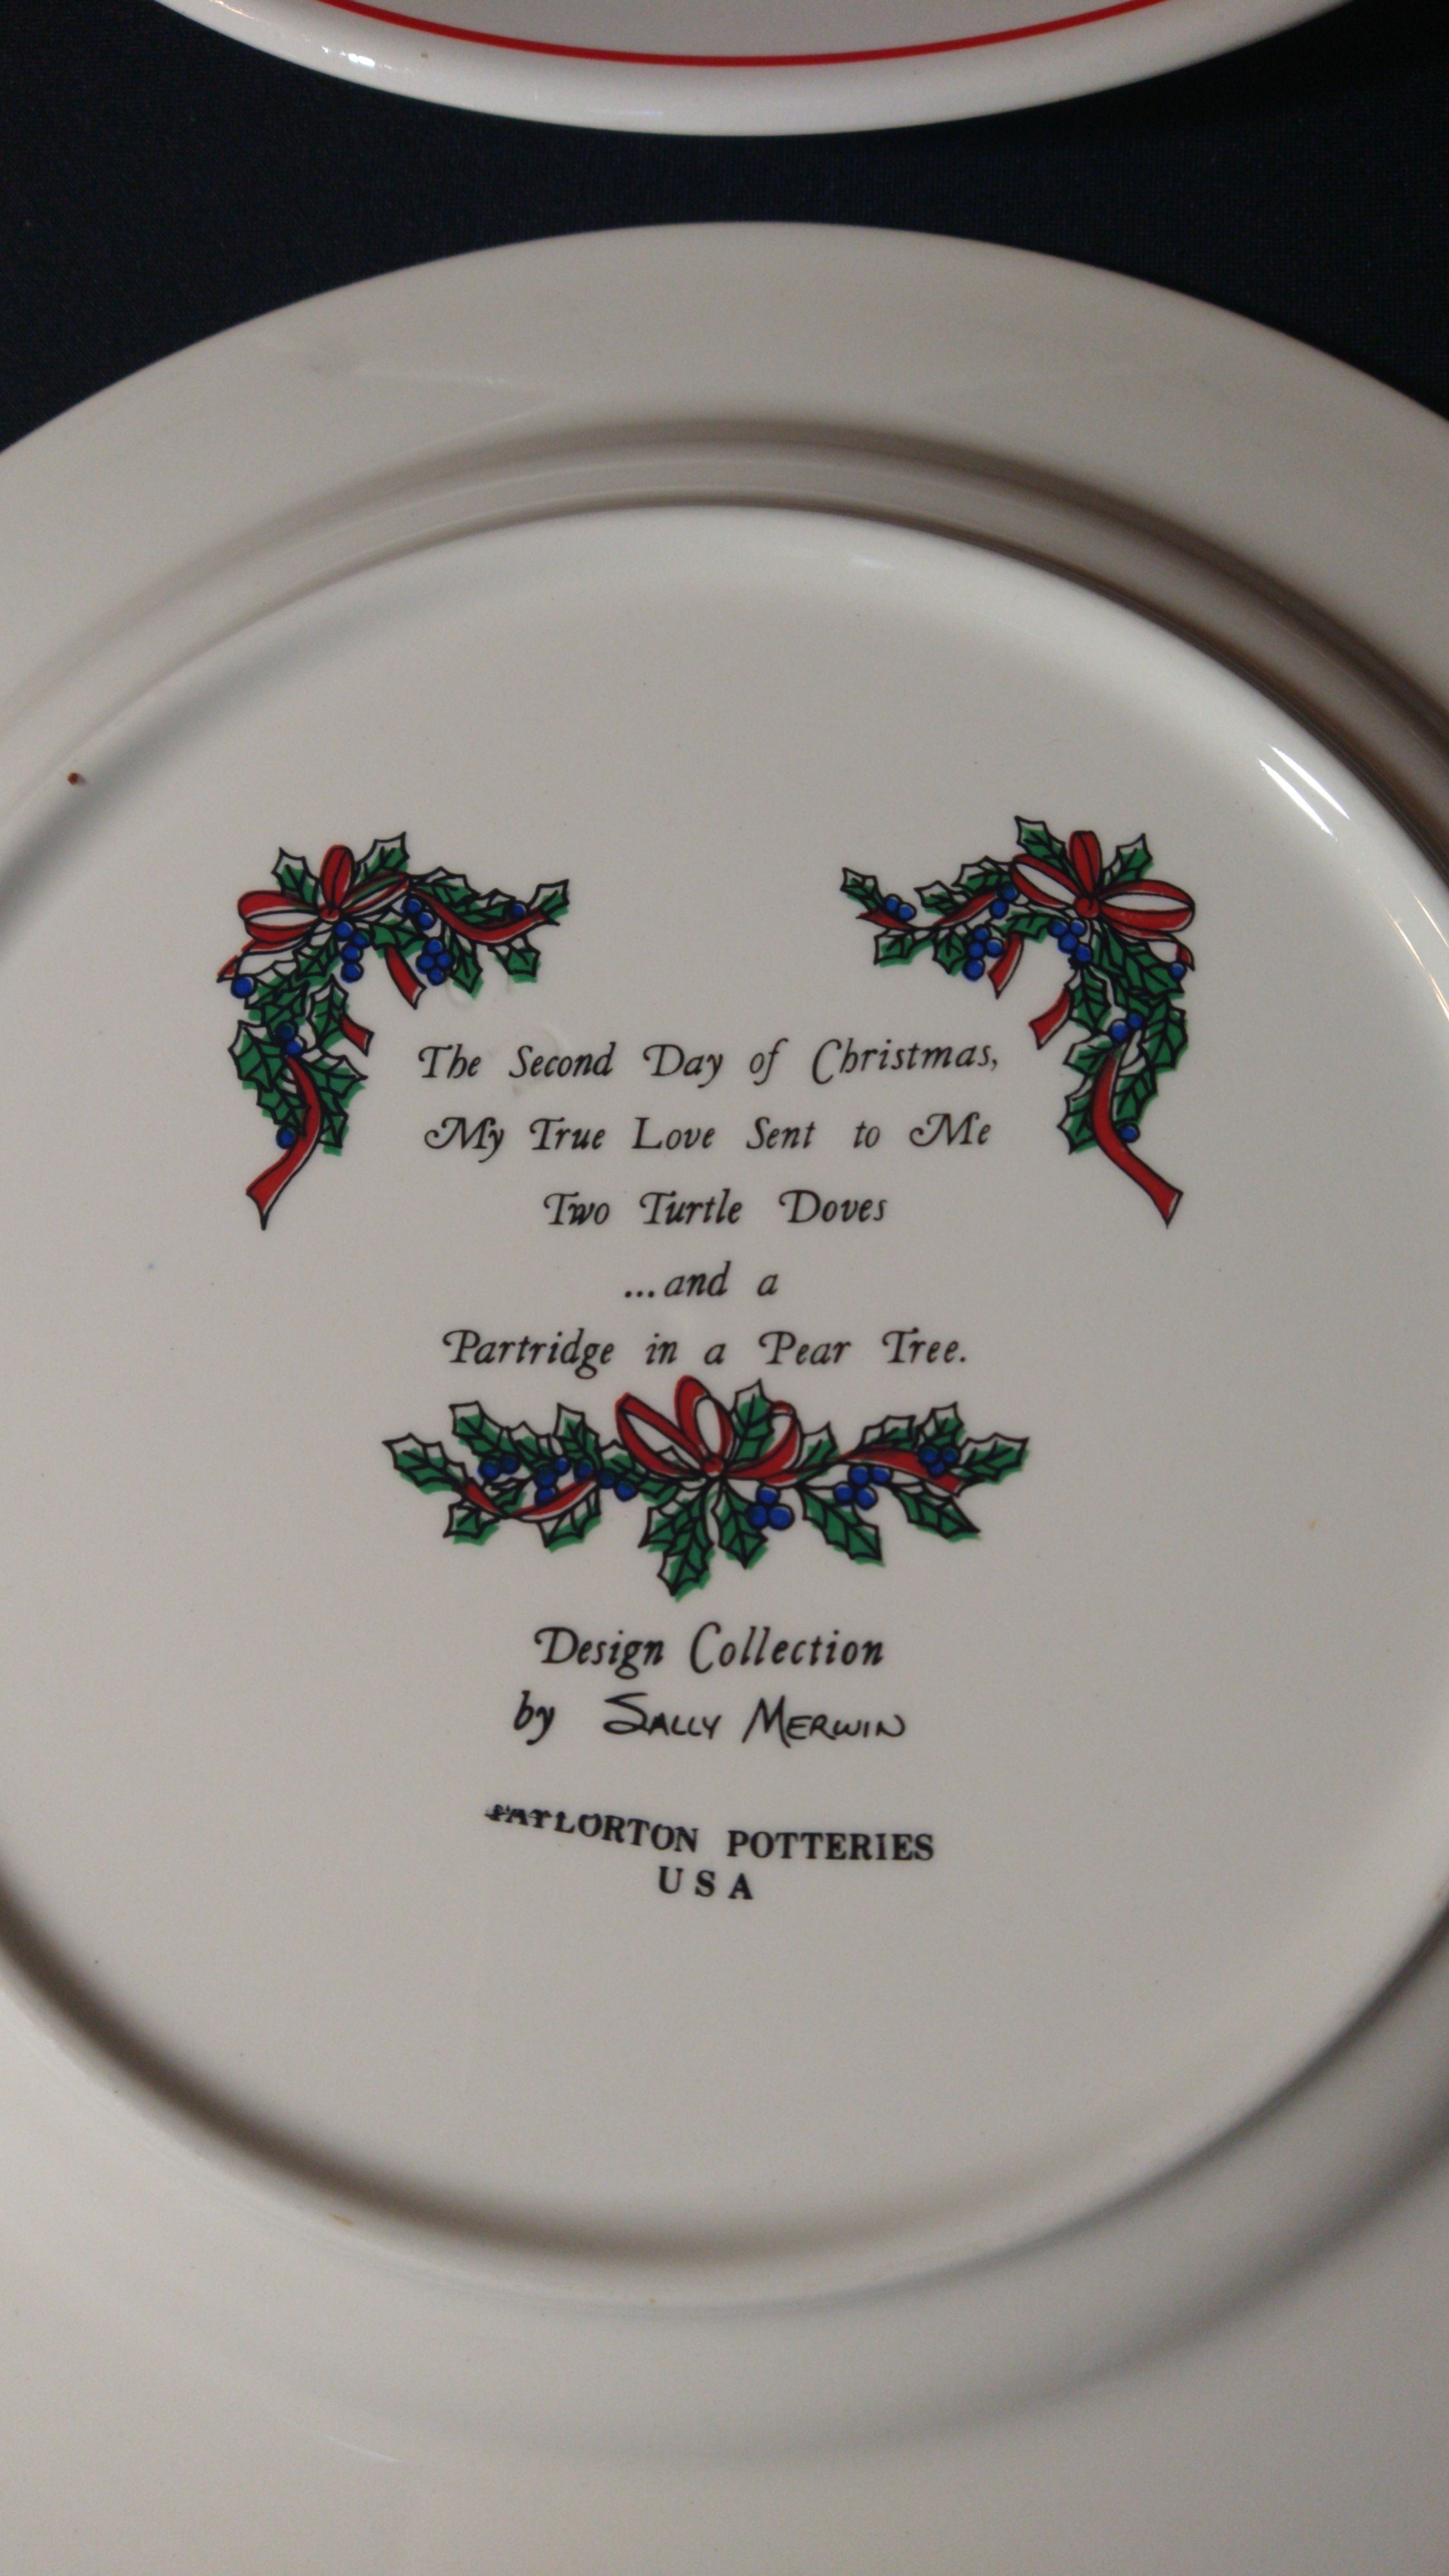 The Second Day of Christmas,
My True Love Sent to Me
Two Turtle Doves
...and a
Partridge in a Pear Tree.
Design Collection
by SALLY MERWIN
TAYLORTON POTTERIES
USA